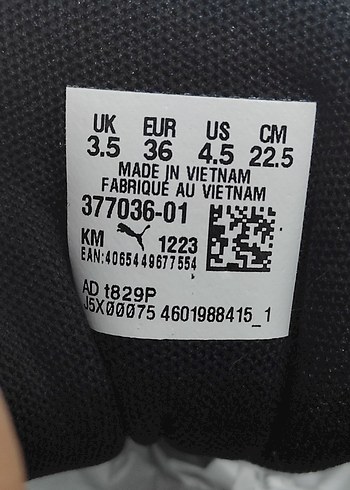 UK EUR US CM
3.5 36 4.5 22.5
MADE IN VIETNAM
FABRIQUÉ AU VIETNAM
377036-01
KM 1223
EAN:4065449677554
AD t829P
J5X00075 4601988415_1